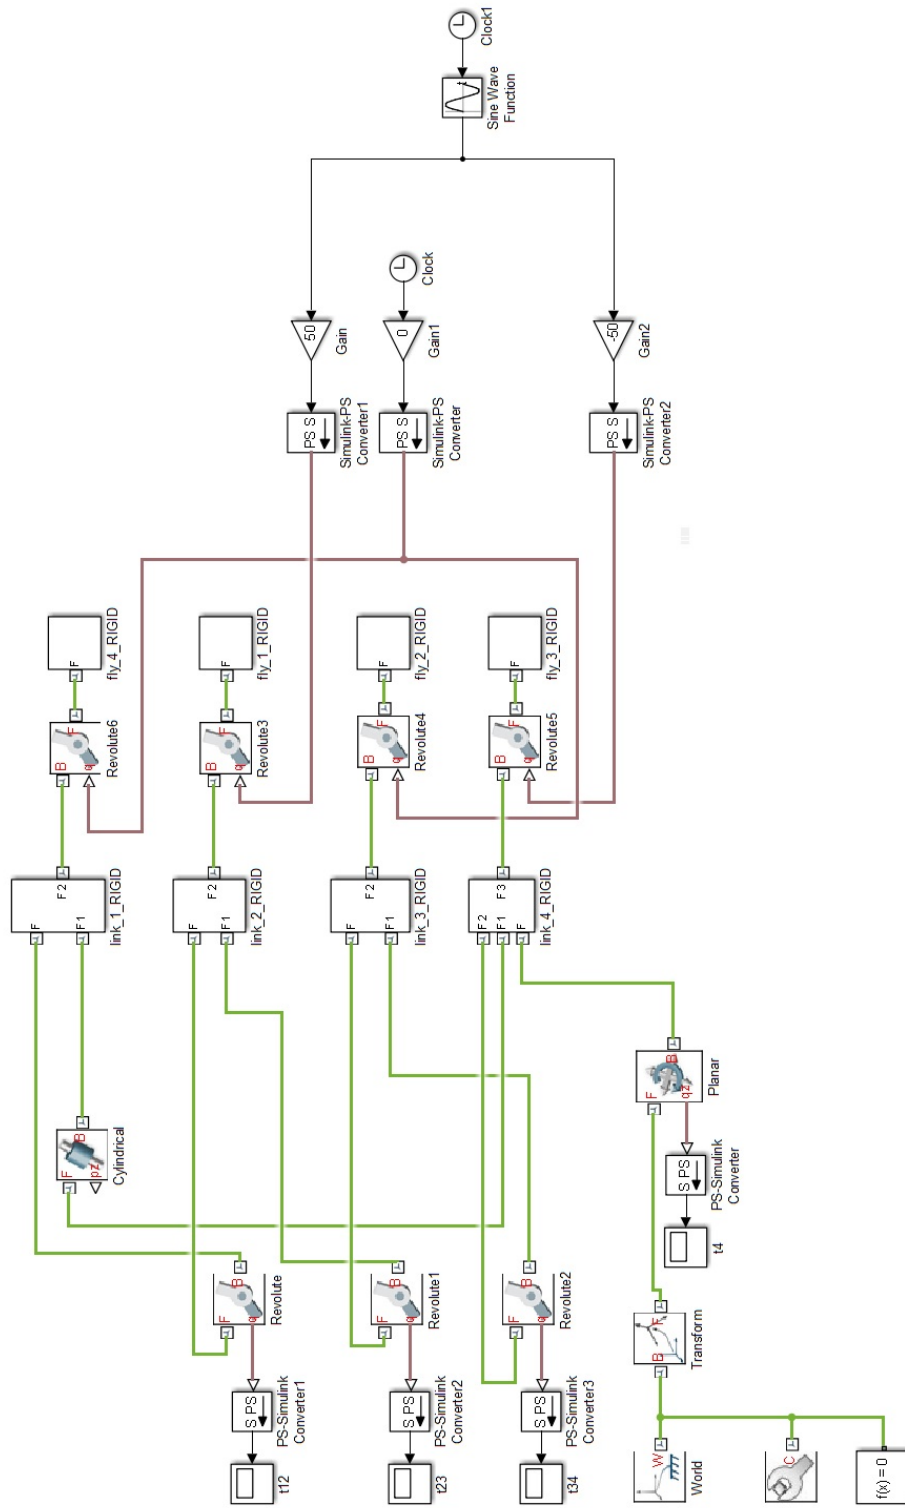 Clock1
Sine Wave
Function
Clock
50
Gain
0
Gain1
-50
Gain2
PS S
Simulink-PS
Converter1
PS S
Simulink-PS
Converter
PS S
Simulink-PS
Converter2
F
fly_4_RIGID
F
fly_1_RIGID
F
fly_2_RIGID
F
fly_3_RIGID
B
F
q
Revolute6
B
F
q
Revolute3
B
F
q
Revolute4
B
F
q
Revolute5
F2
F
F1
link_1_RIGID
F2
F
F1
link_2_RIGID
F2
F
F1
link_3_RIGID
F3
F2
F1
F
link_4_RIGID
B
F
qz
Planar
B
F
pz
Cylindrical
S PS
PS-Simulink
Converter
t4
B
F
q
Revolute
B
F
q
Revolute1
B
F
q
Revolute2
B
F
Transform
S PS
PS-Simulink
Converter1
S PS
PS-Simulink
Converter2
S PS
PS-Simulink
Converter3
t12
t23
t34
W
World
C
f(x) = 0